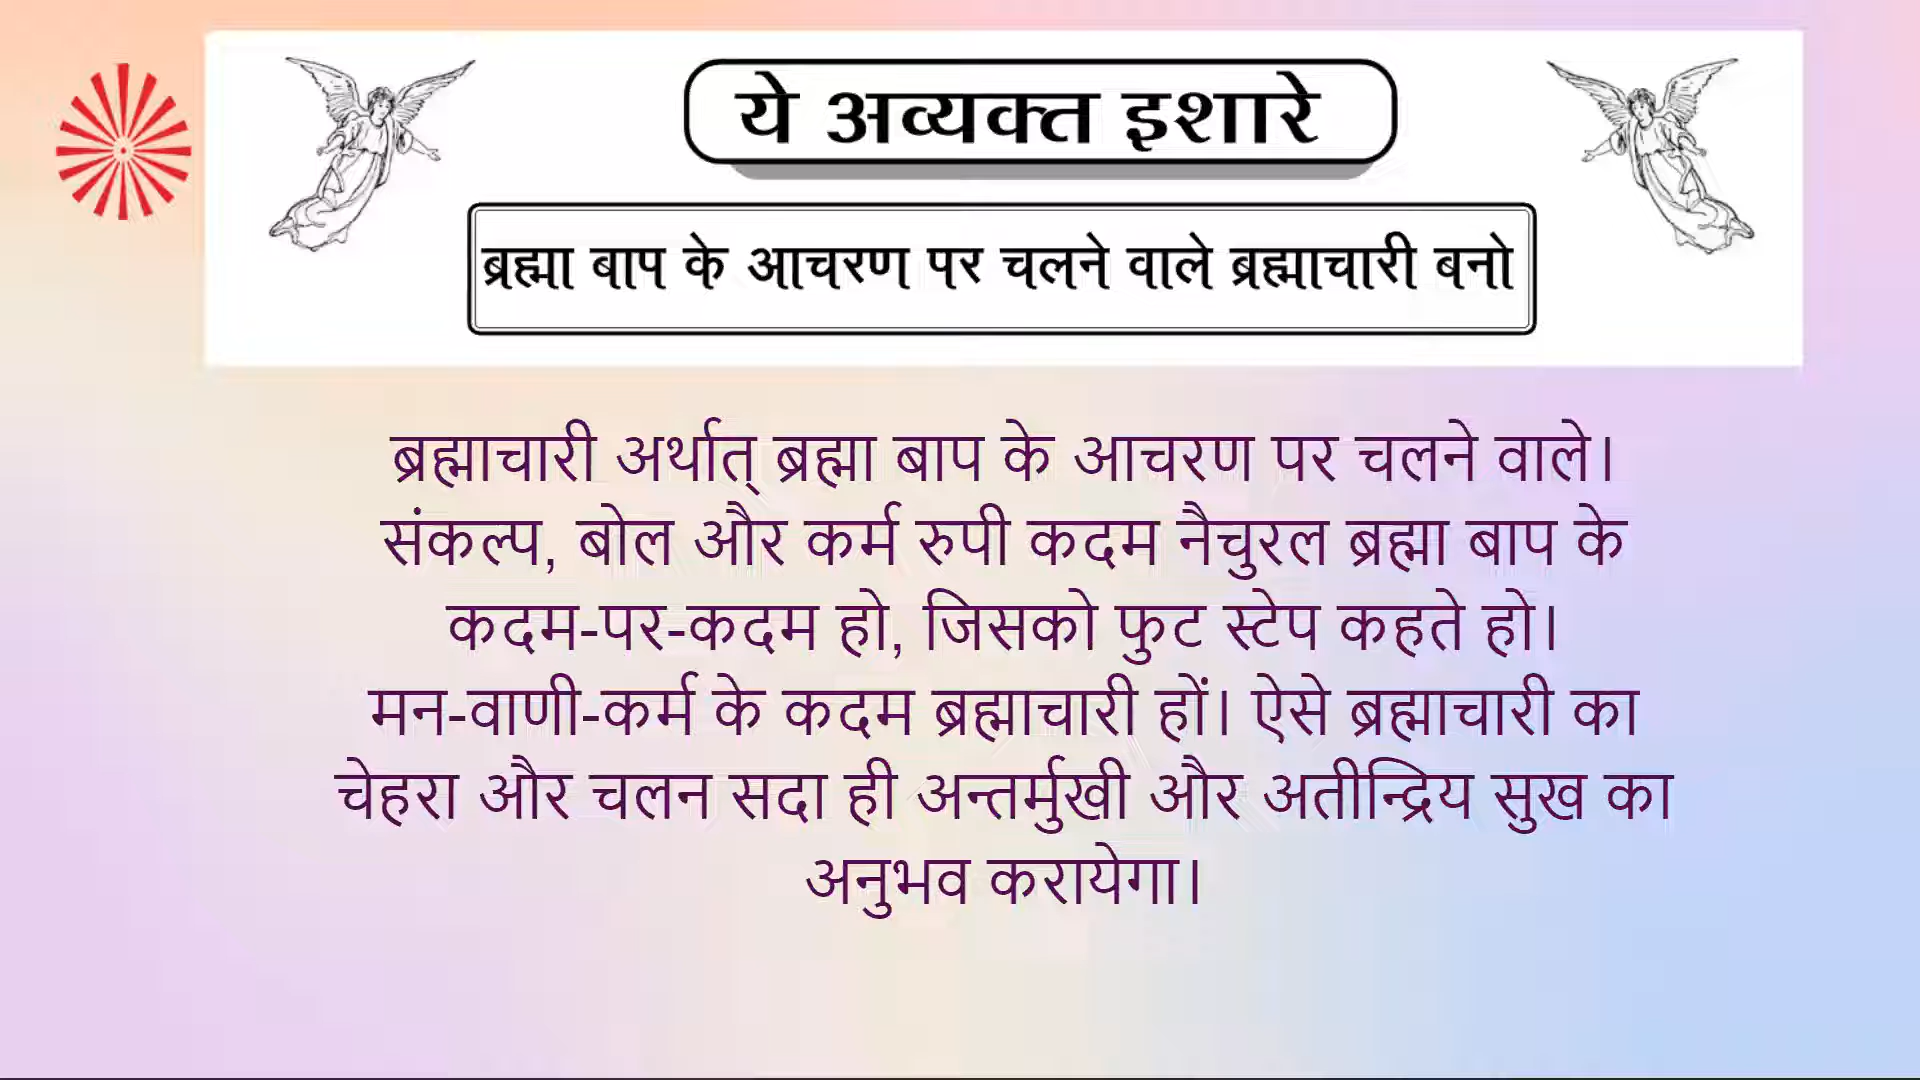 ये अव्यक्त इशारे
ब्रह्मा बाप के आचरण पर चलने वाले ब्रह्माचारी बनो
ब्रह्माचारी अर्थात् ब्रह्मा बाप के आचरण पर चलने वाले।
संकल्प, बोल और कर्म रुपी कदम नैचुरल ब्रह्मा बाप के
कदम-पर-कदम हो, जिसको फुट स्टेप कहते हो।
मन-वाणी-कर्म के कदम ब्रह्माचारी हों। ऐसे ब्रह्माचारी का
चेहरा और चलन सदा ही अन्तर्मुखी और अतीन्द्रिय सुख का
अनुभव करायेगा।